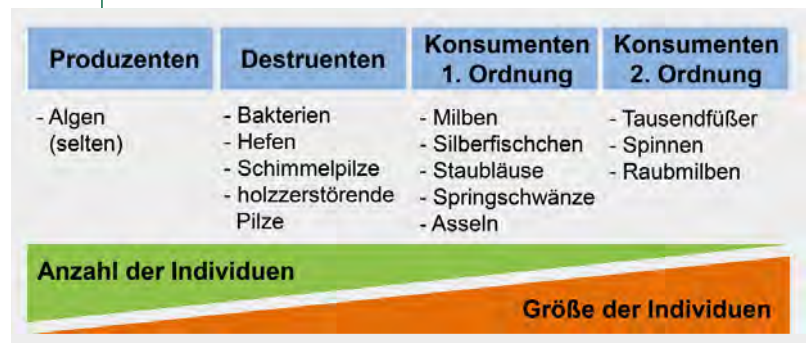 Produzenten
Destruenten
Konsumenten
1. Ordnung
Konsumenten
2. Ordnung
- Algen
(selten)
- Bakterien
- Hefen
- Schimmelpilze
- holzzerstörende
Pilze
- Milben
- Silberfischchen
- Staubläuse
- Springschwänze
- Asseln
- Tausendfüßer
- Spinnen
- Raubmilben
Anzahl der Individuen
Größe der Individuen